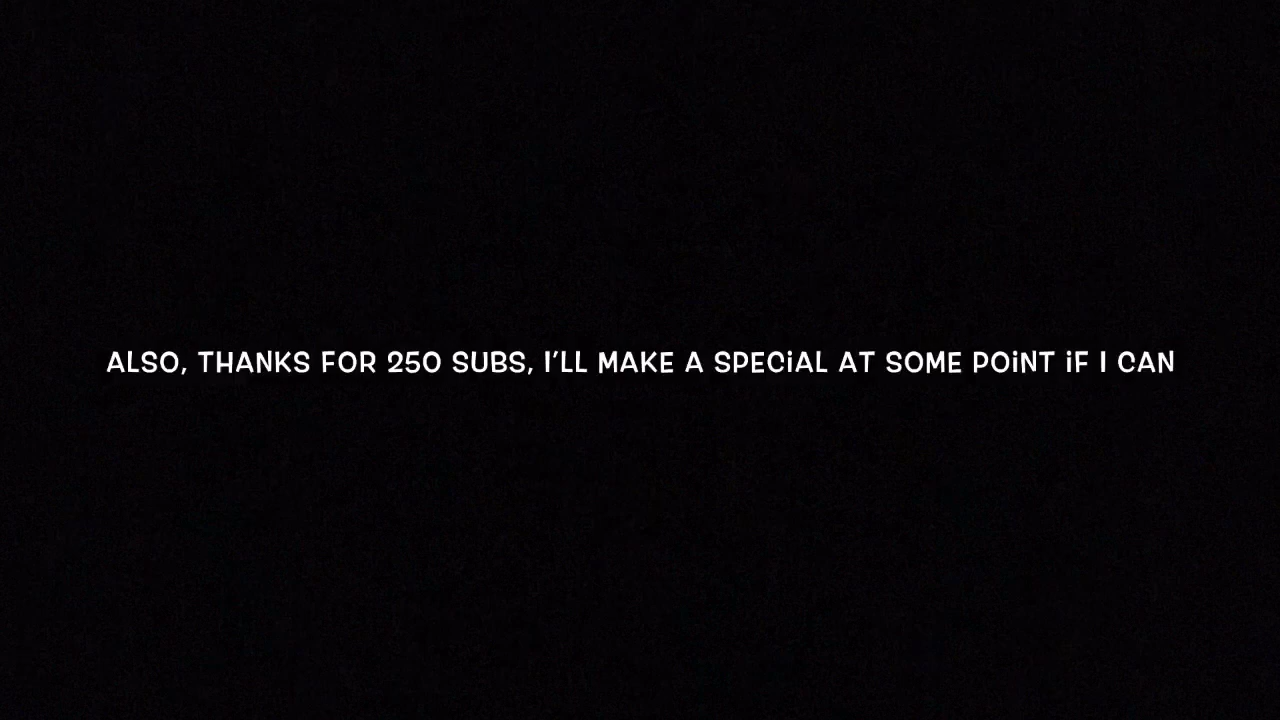 ALSO, THANKS FOR 250 SUBS, I'LL MAKE A SPECiAL AT SOME POiNT iF I CAN